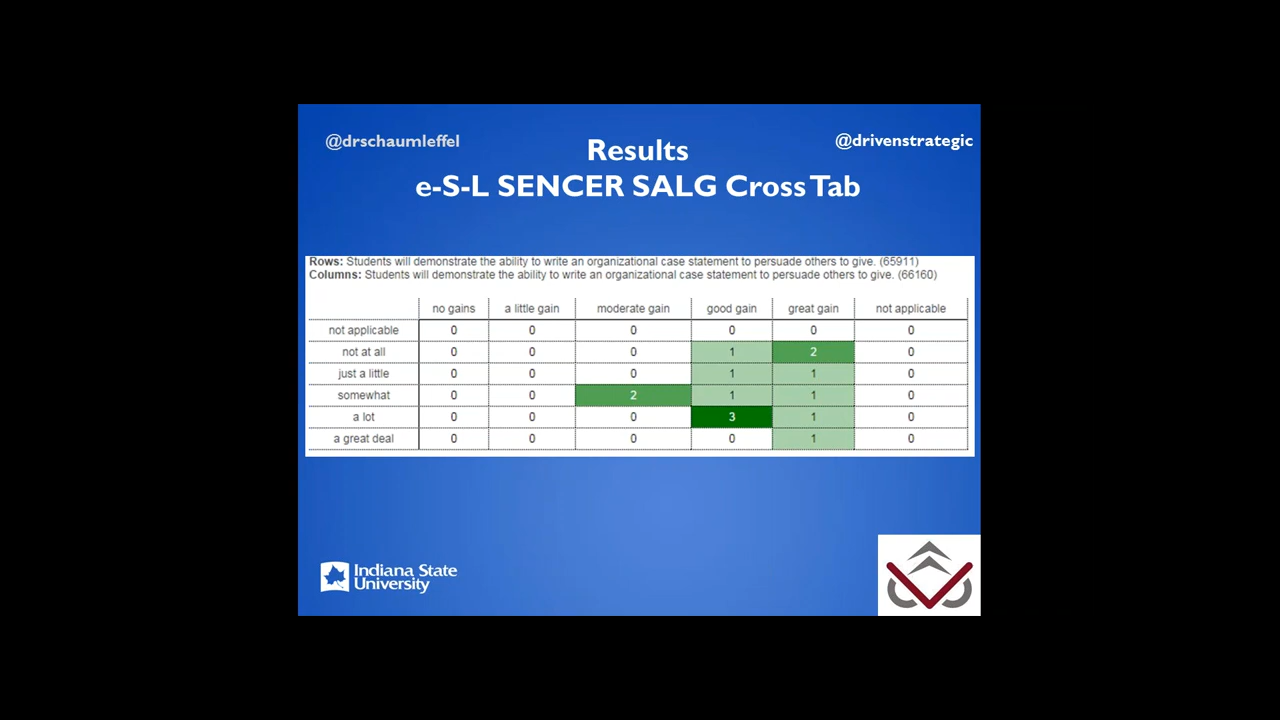 @drschaumleffel
@drivenstrategic
Results
e-S-L SENCER SALG Cross Tab
Rows: Students will demonstrate the ability to write an organizational case statement to persuade others to give. (65911)
Columns: Students will demonstrate the ability to write an organizational case statement to persuade others to give. (66160)
no gains a little gain moderate gain good gain great gain not applicable
not applicable 0 0 0 0 0 0
not at all 0 0 0 1 2 0
just a little 0 0 0 1 1 0
somewhat 0 0 2 1 1 0
a lot 0 0 0 3 1 0
a great deal 0 0 0 0 1 0
Indiana State
University